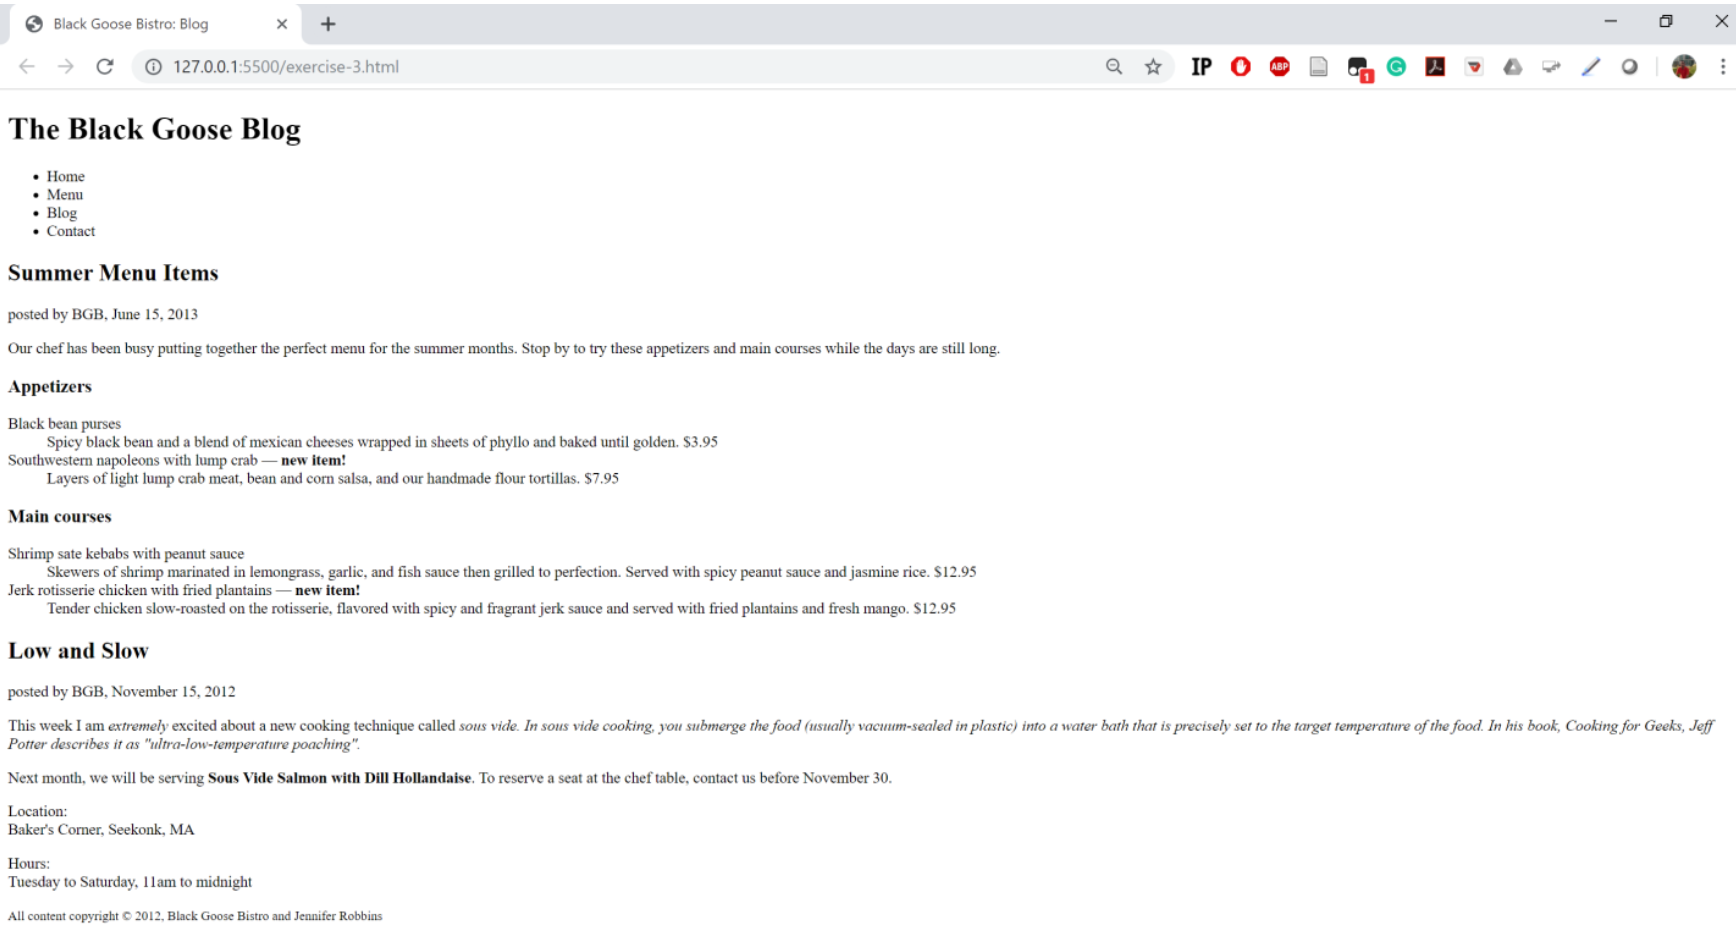 Black Goose Bistro: Blog
127.0.0.1:5500/exercise-3.html
IP
ABP
1
The Black Goose Blog
• Home
• Menu
• Blog
• Contact
Summer Menu Items
posted by BGB, June 15, 2013
Our chef has been busy putting together the perfect menu for the summer months. Stop by to try these appetizers and main courses while the days are still long.
Appetizers
Black bean purses
Spicy black bean and a blend of mexican cheeses wrapped in sheets of phyllo and baked until golden. $3.95
Southwestern napoleons with lump crab — new item!
Layers of light lump crab meat, bean and corn salsa, and our handmade flour tortillas. $7.95
Main courses
Shrimp sate kebabs with peanut sauce
Skewers of shrimp marinated in lemongrass, garlic, and fish sauce then grilled to perfection. Served with spicy peanut sauce and jasmine rice. $12.95
Jerk rotisserie chicken with fried plantains — new item!
Tender chicken slow-roasted on the rotisserie, flavored with spicy and fragrant jerk sauce and served with fried plantains and fresh mango. $12.95
Low and Slow
posted by BGB, November 15, 2012
This week I am extremely excited about a new cooking technique called sous vide. In sous vide cooking, you submerge the food (usually vacuum-sealed in plastic) into a water bath that is precisely set to the target temperature of the food. In his book, Cooking for Geeks, Jeff
Potter describes it as "ultra-low-temperature poaching".
Next month, we will be serving Sous Vide Salmon with Dill Hollandaise. To reserve a seat at the chef table, contact us before November 30.
Location:
Baker's Corner, Seekonk, MA
Hours:
Tuesday to Saturday, 11am to midnight
All content copyright © 2012, Black Goose Bistro and Jennifer Robbins